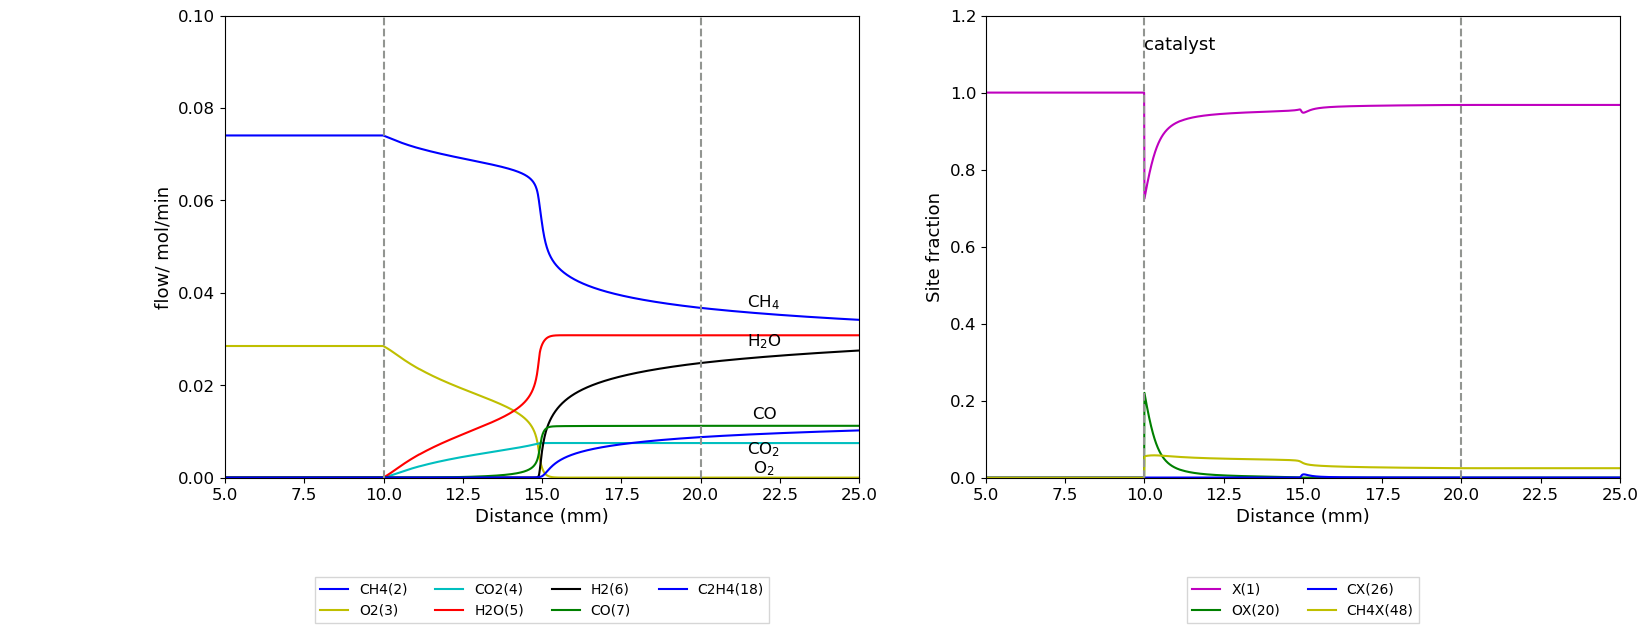 0.10
0.08
0.06
0.04
0.02
0.00
flow/ mol/min
CH4
H2O
CO
CO2
O2
5.0 7.5 10.0 12.5 15.0 17.5 20.0 22.5 25.0
Distance (mm)
CH4(2) CO2(4) H2(6) C2H4(18)
O2(3) H2O(5) CO(7)
1.2
1.0
0.8
0.6
0.4
0.2
0.0
Site fraction
catalyst
5.0 7.5 10.0 12.5 15.0 17.5 20.0 22.5 25.0
Distance (mm)
X(1) CX(26)
OX(20) CH4X(48)